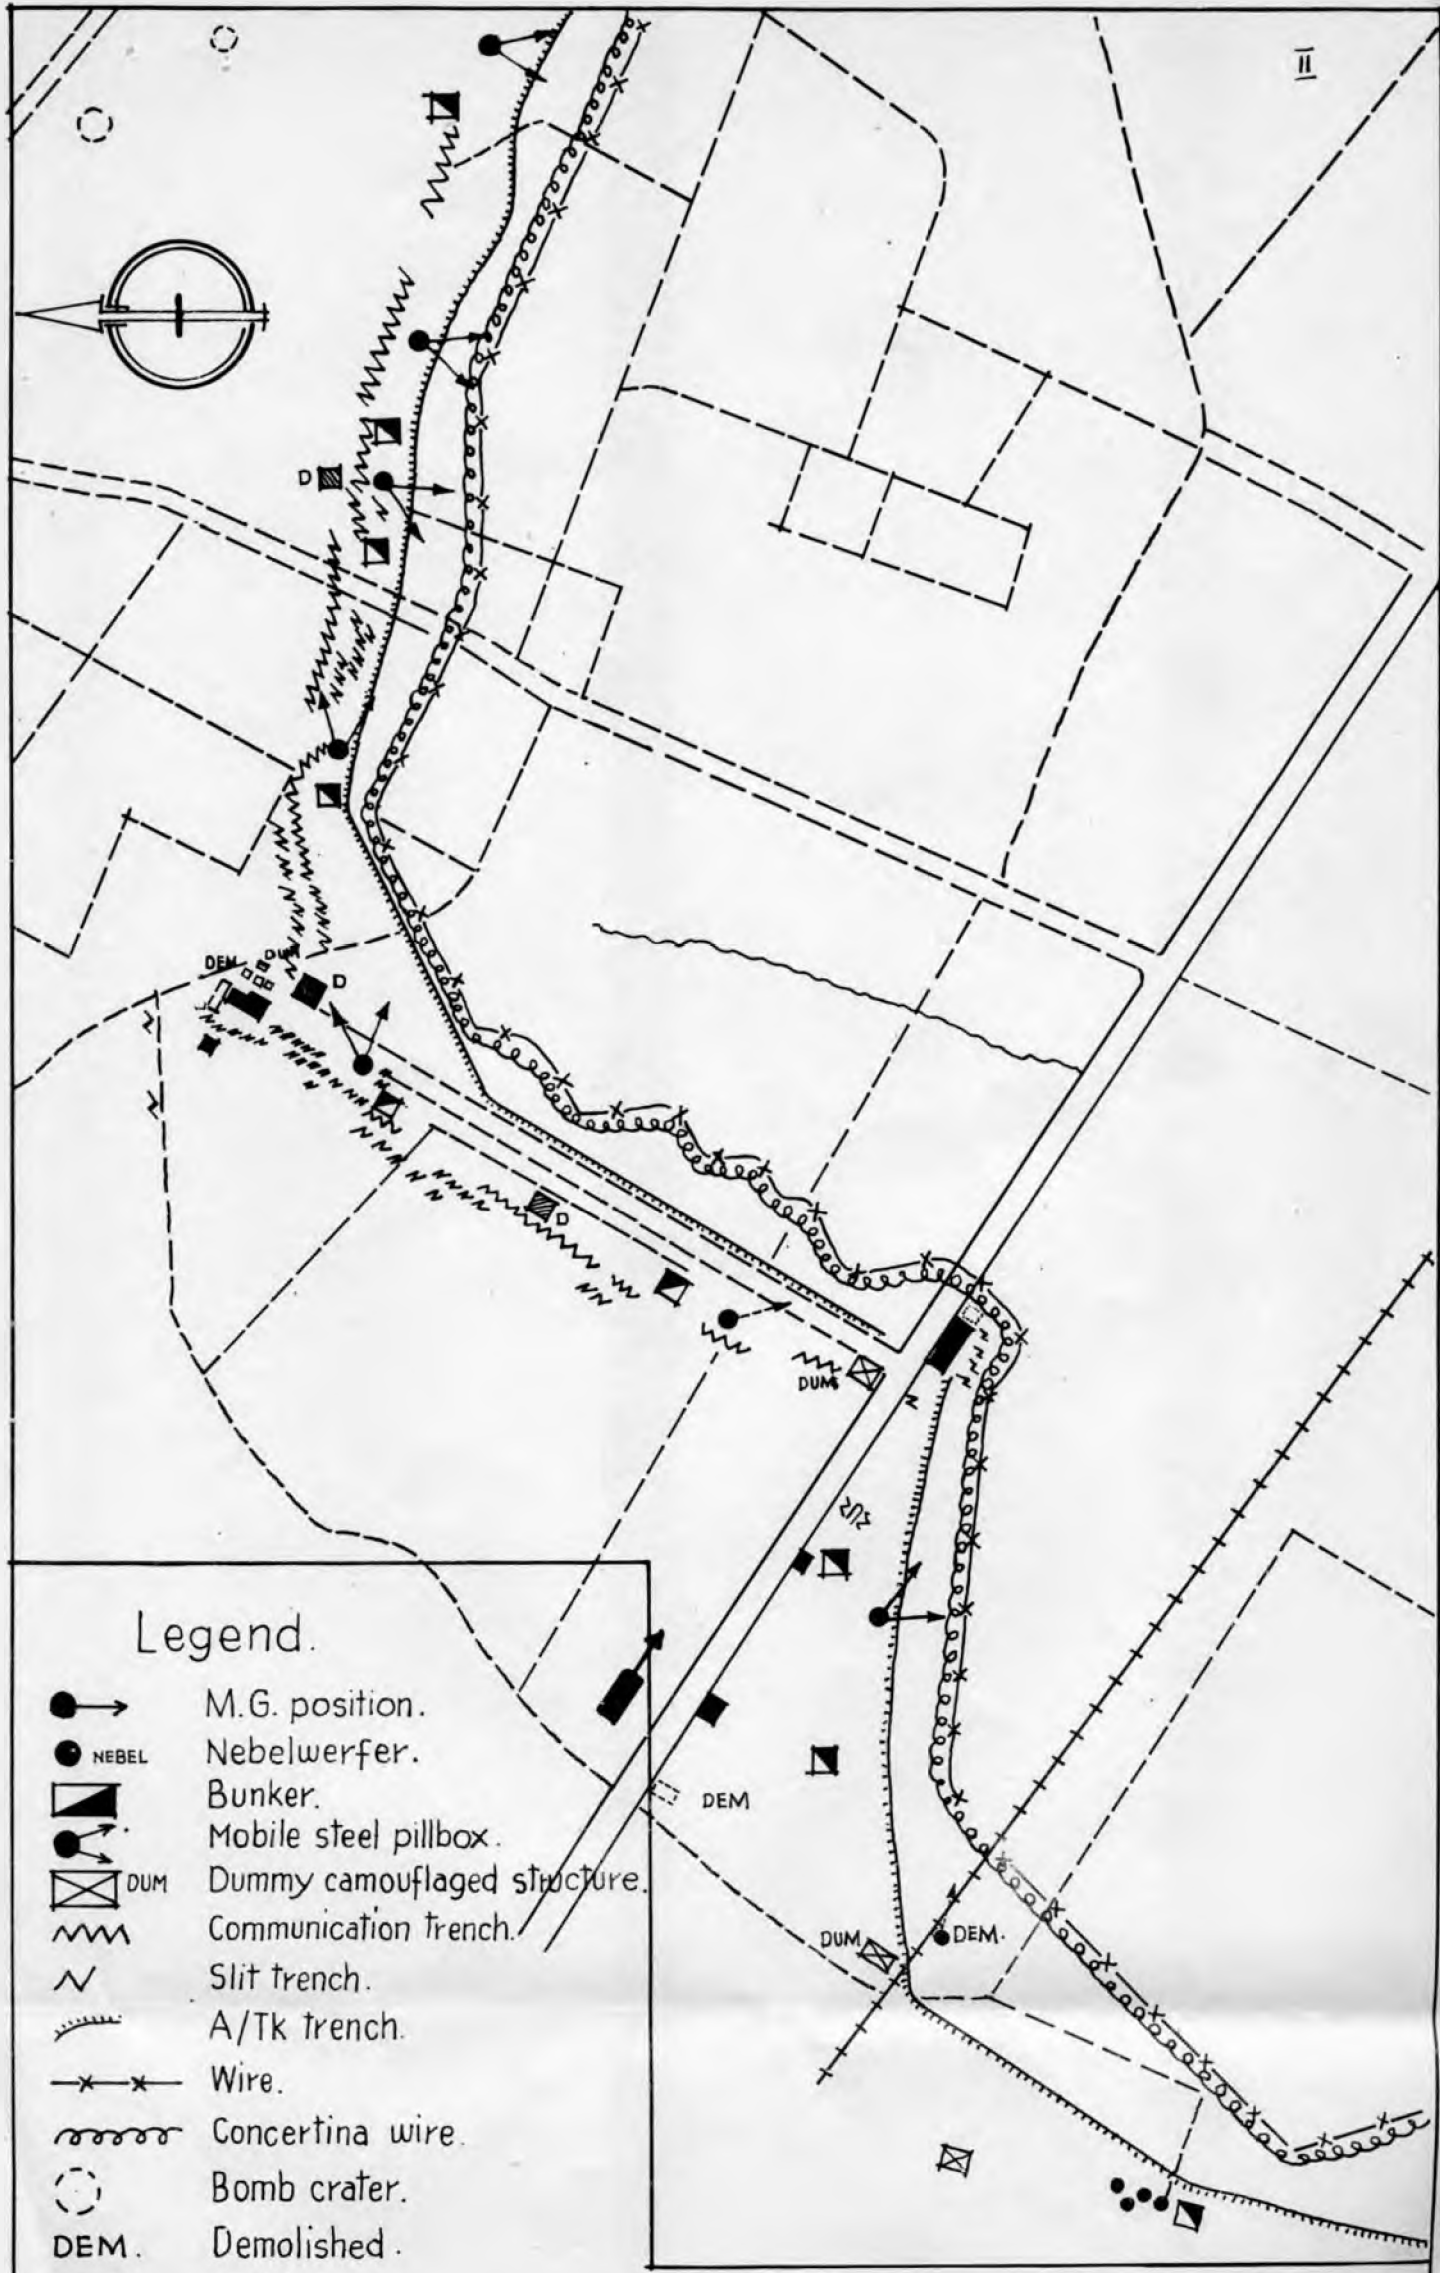 II
D
DEM
DUM
D
D
DUM
DEM
DUM
DEM.
Legend.
M.G. position.
NEBEL Nebelwerfer.
Bunker.
Mobile steel pillbox.
DUM Dummy camouflaged structure.
Communication trench.
Slit trench.
A/Tk trench.
Wire.
Concertina wire.
Bomb crater.
DEM. Demolished.